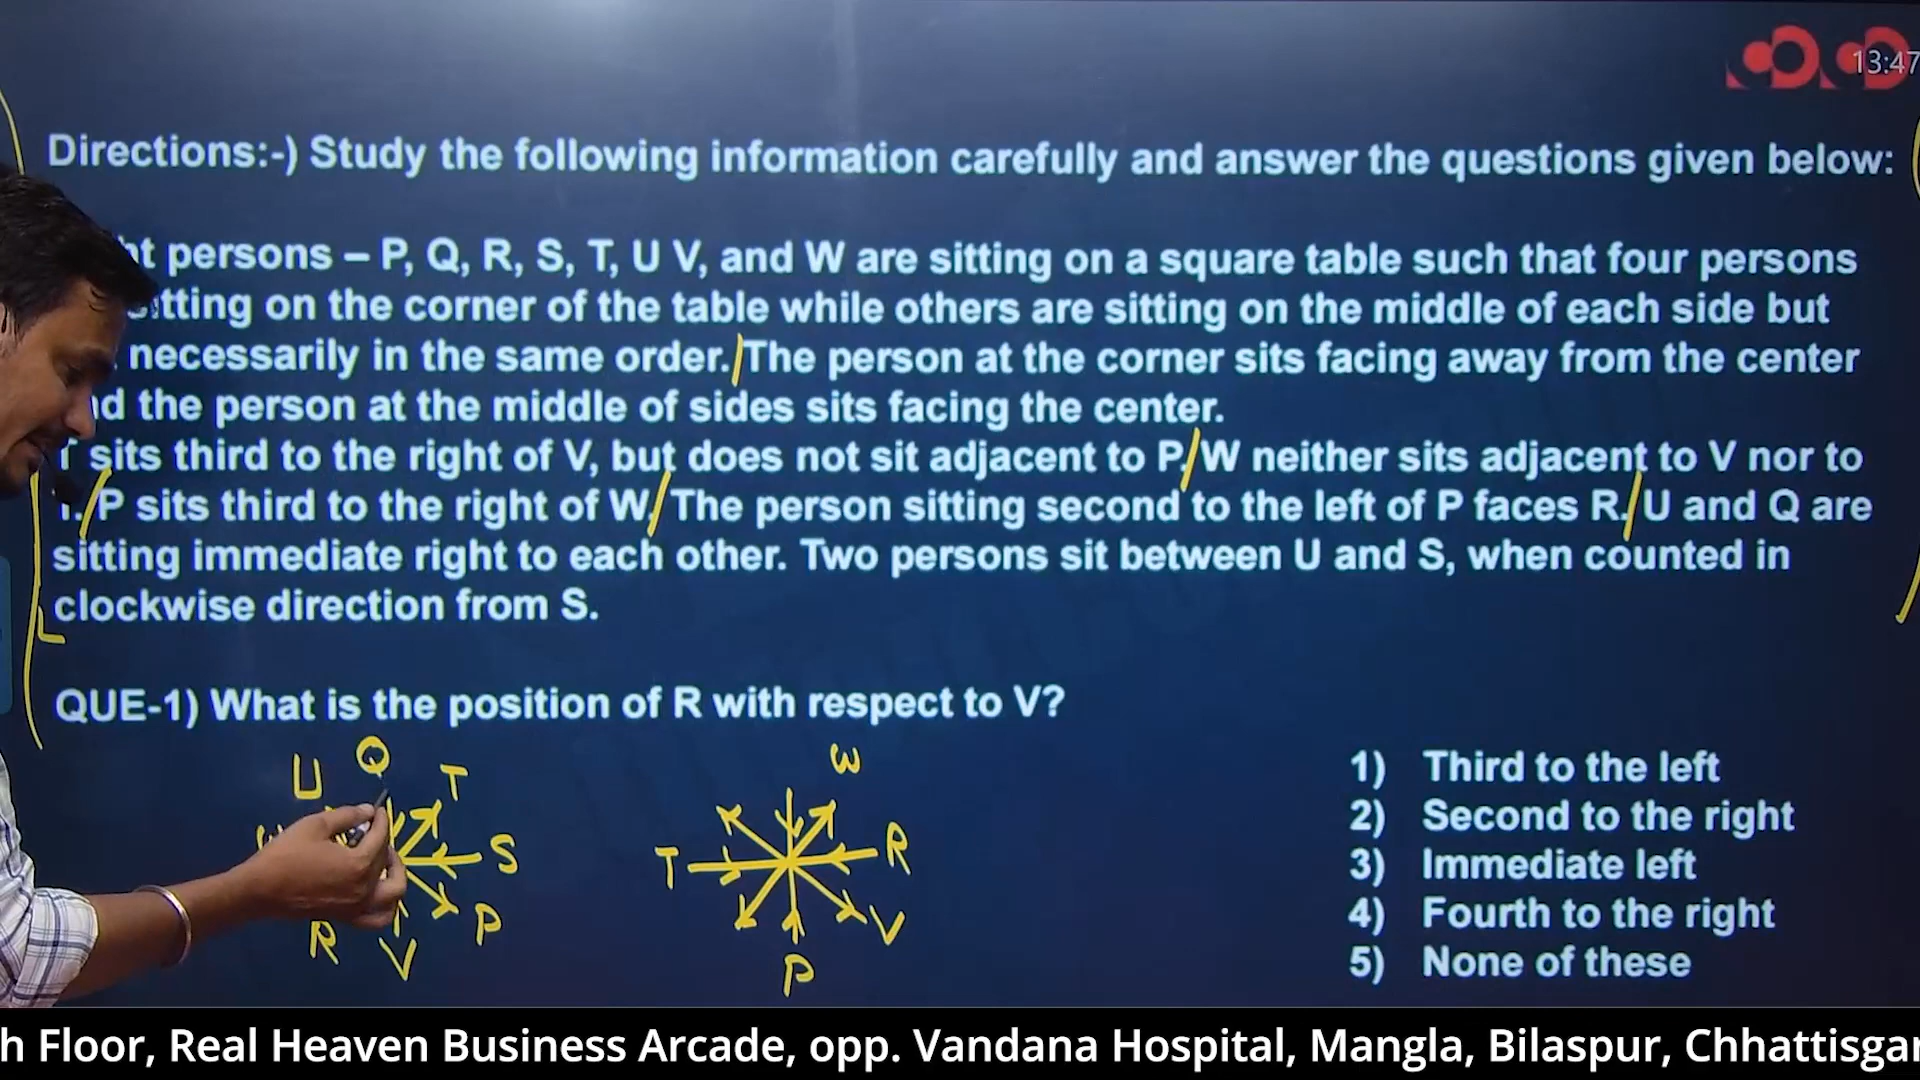 13:47
Directions:-) Study the following information carefully and answer the questions given below:
persons – P, Q, R, S, T, U V, and W are sitting on a square table such that four persons
on the corner of the table while others are sitting on the middle of each side but
necessarily in the same order. The person at the corner sits facing away from the center
the person at the middle of sides sits facing the center.
T sits third to the right of V, but does not sit adjacent to P. W neither sits adjacent to V nor to
P sits third to the right of W. The person sitting second to the left of P faces R. U and Q are
sitting immediate right to each other. Two persons sit between U and S, when counted in
clockwise direction from S.
QUE-1) What is the position of R with respect to V?
U Q T
S
P
V
R
W
T R
V
P
1) Third to the left
2) Second to the right
3) Immediate left
4) Fourth to the right
5) None of these
h Floor, Real Heaven Business Arcade, opp. Vandana Hospital, Mangla, Bilaspur, Chhattisgar